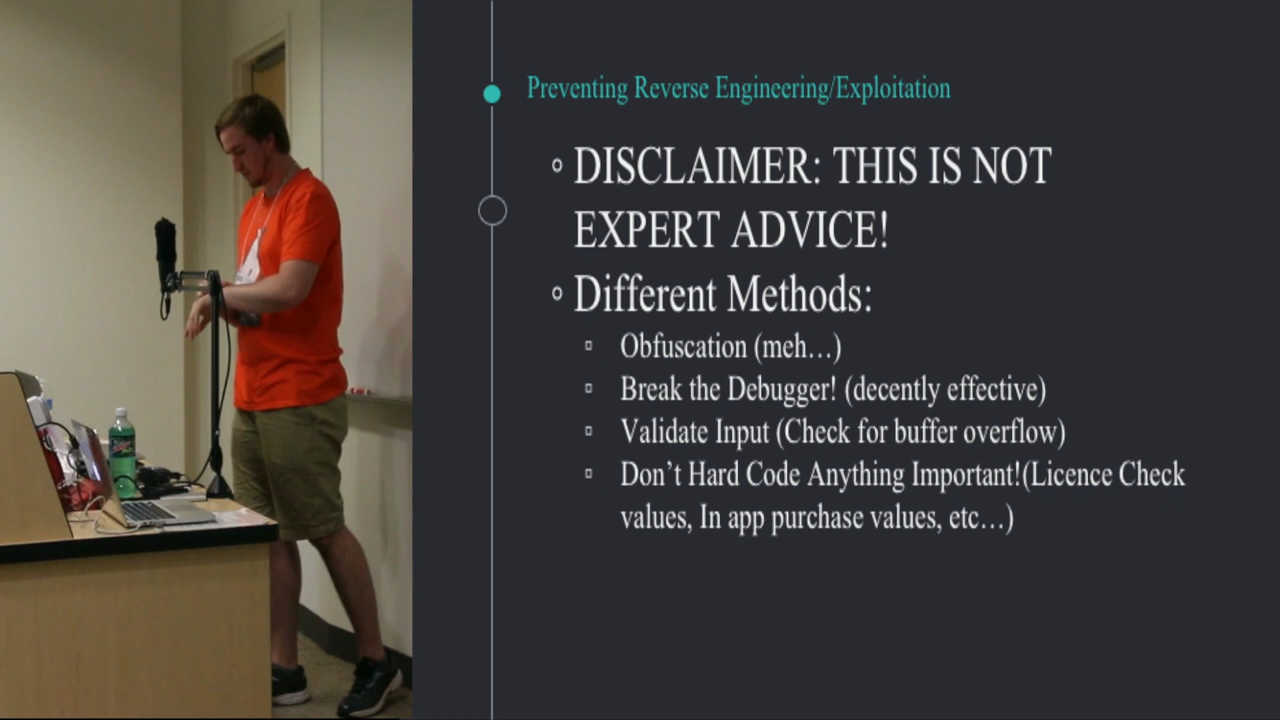 Preventing Reverse Engineering/Exploitation
DISCLAIMER: THIS IS NOT
EXPERT ADVICE!
Different Methods:
Obfuscation (meh…)
Break the Debugger! (decently effective)
Validate Input (Check for buffer overflow)
Don’t Hard Code Anything Important!(Licence Check
values, In app purchase values, etc…)